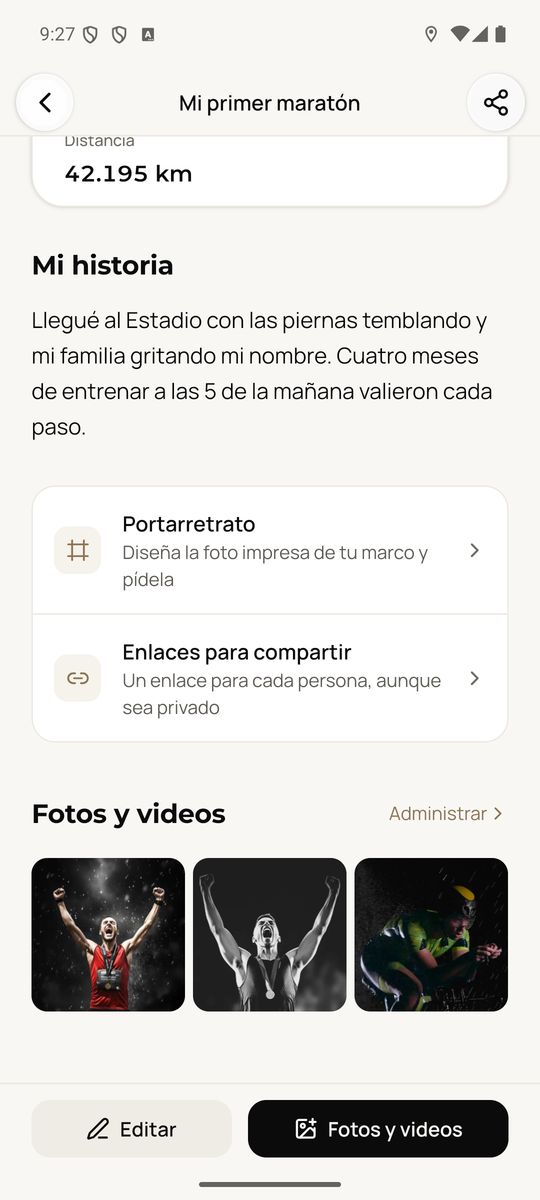 9:27
Mi primer maratón
Distancia
42.195 km
Mi historia
Llegué al Estadio con las piernas temblando y
mi familia gritando mi nombre. Cuatro meses
de entrenar a las 5 de la mañana valieron cada
paso.
Portarretrato
Diseña la foto impresa de tu marco y
pídela
Enlaces para compartir
Un enlace para cada persona, aunque
sea privado
Fotos y videos
Administrar
Editar
Fotos y videos